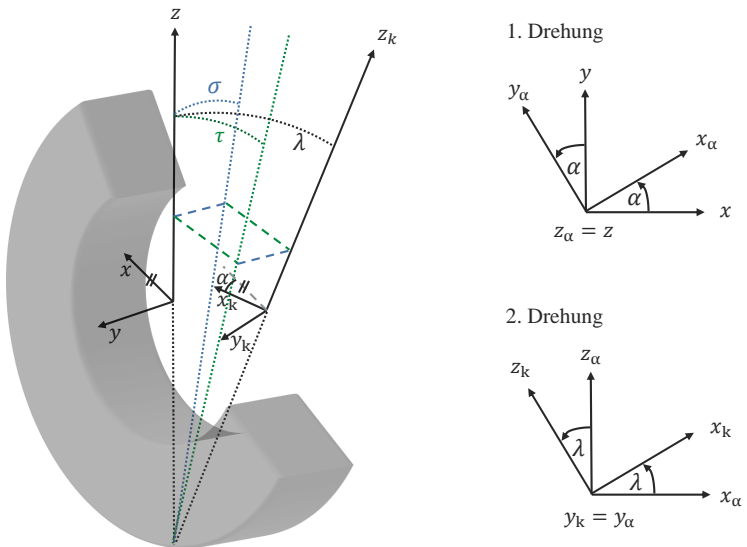 z
z_k
σ
τ
λ
x
y
α
x_k
y_k
1. Drehung
y
y_α
x_α
α
α
x
z_α = z
2. Drehung
z_α
z_k
x_k
λ
λ
x_α
y_k = y_α